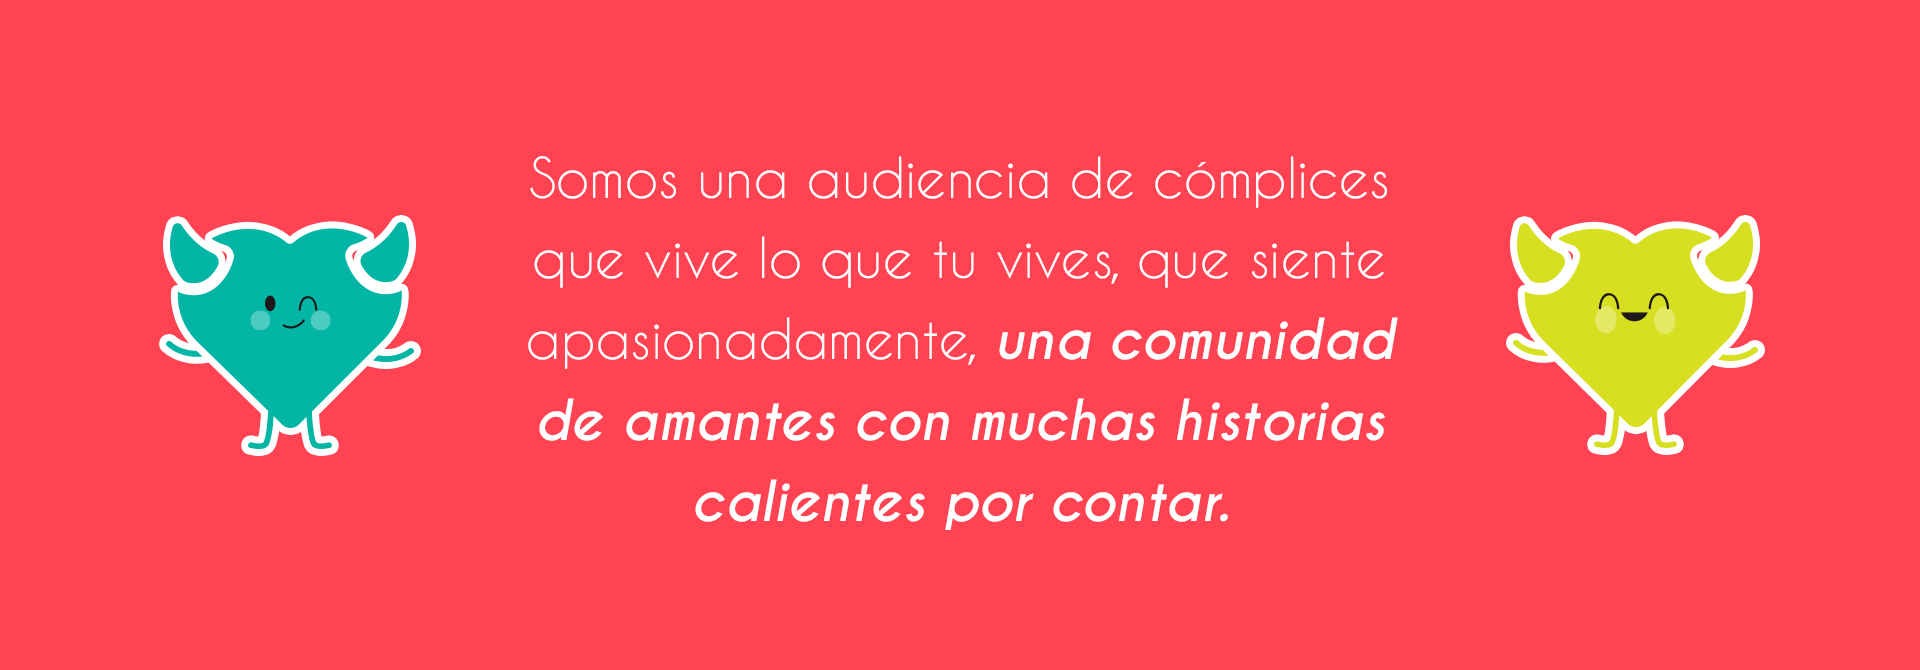 Somos una audiencia de cómplices
que vive lo que tu vives, que siente
apasionadamente, una comunidad
de amantes con muchas historias
calientes por contar.